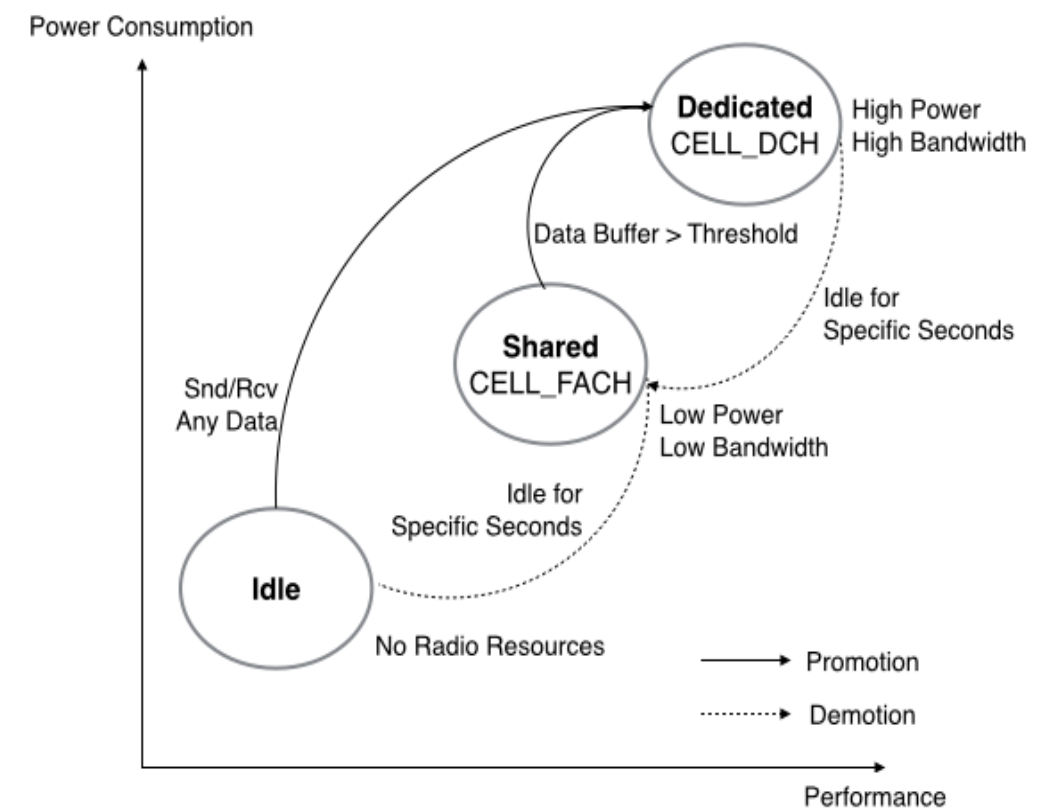 Power Consumption
Dedicated
CELL_DCH
High Power
High Bandwidth
Data Buffer > Threshold
Idle for
Specific Seconds
Shared
CELL_FACH
Snd/Rcv
Any Data
Low Power
Low Bandwidth
Idle for
Specific Seconds
Idle
No Radio Resources
Promotion
Demotion
Performance